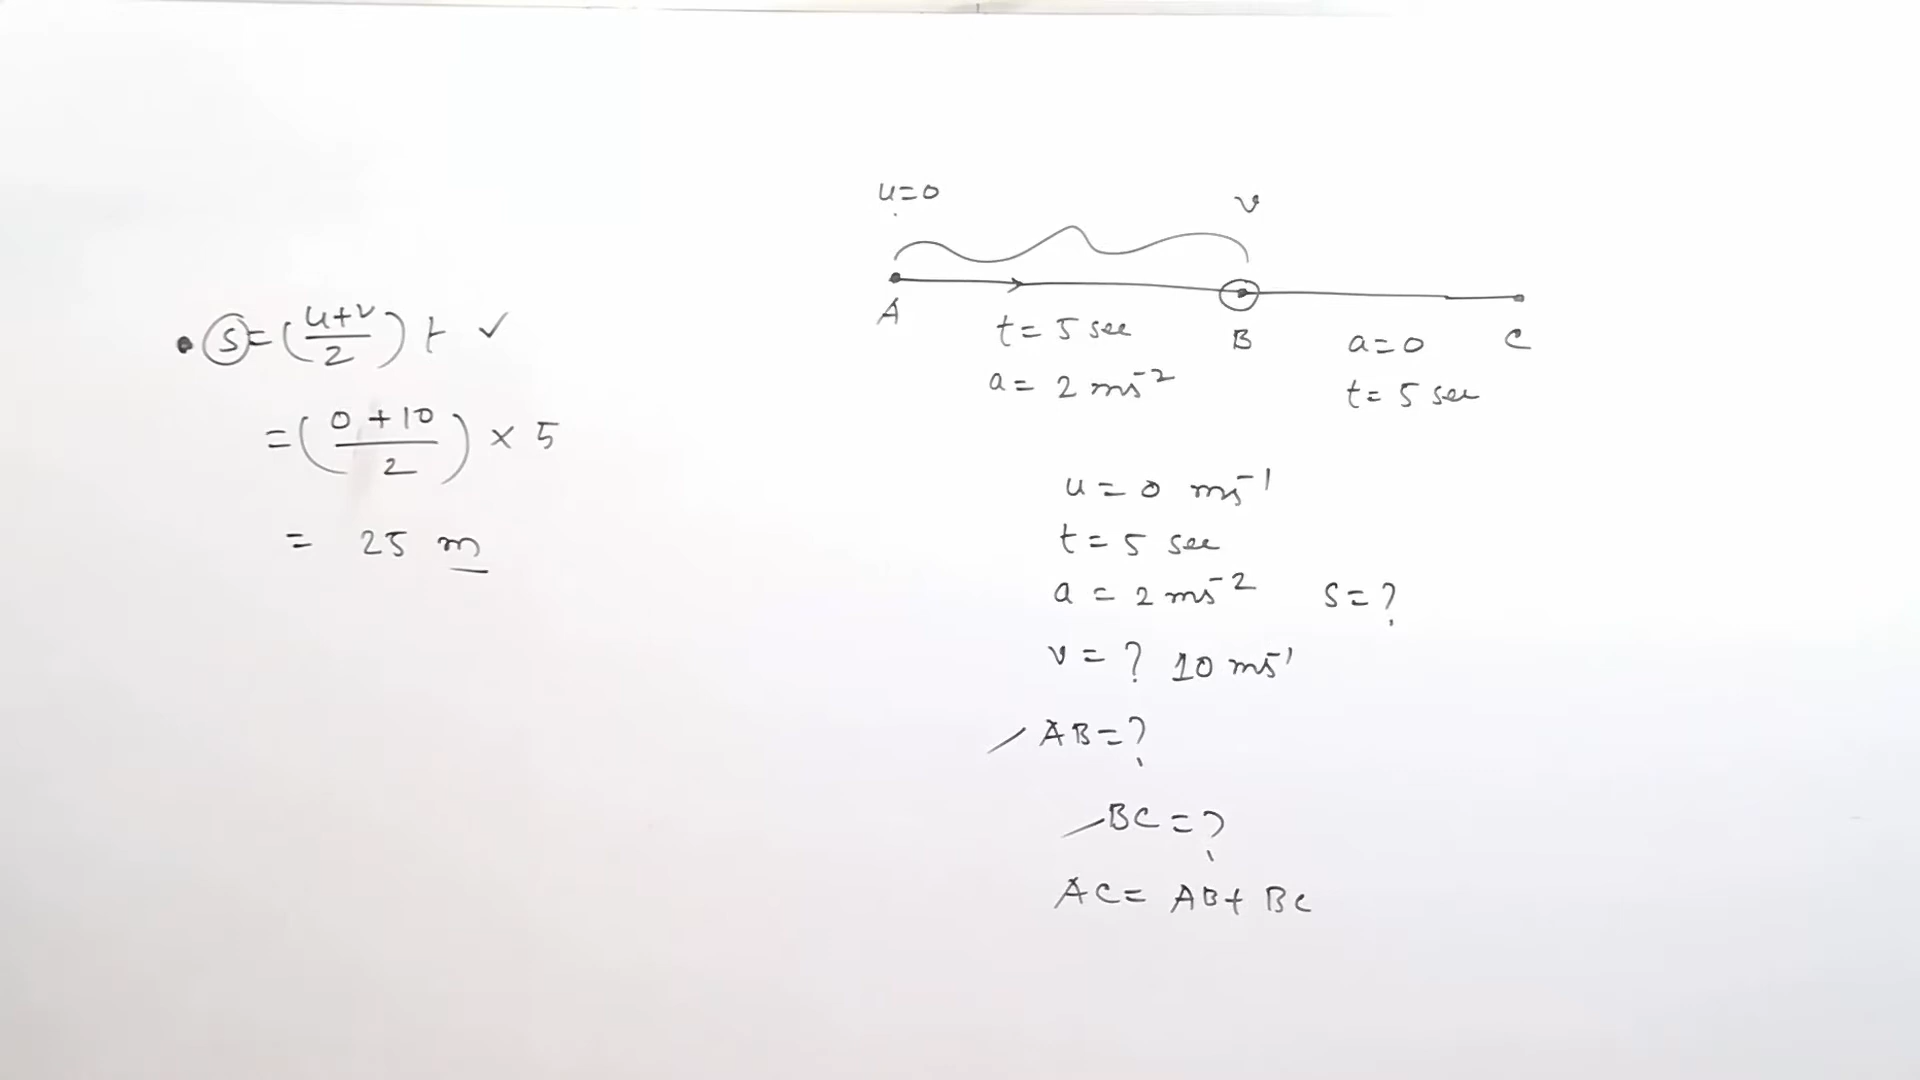 • S = (u+v/2) t ✓
= (0 + 10/2) × 5
= 25 m
u=0 v
A B C
t = 5 sec
a = 2 ms⁻²
a = 0
t = 5 sec
u = 0 ms⁻¹
t = 5 sec
a = 2 ms⁻² S = ?
v = ? 10 ms⁻¹
AB = ?
BC = ?
AC = AB + BC